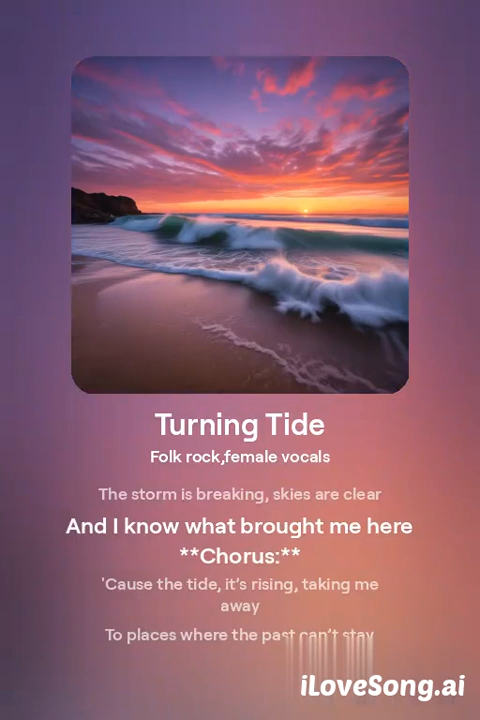 Turning Tide
Folk rock,female vocals
The storm is breaking, skies are clear
And I know what brought me here
**Chorus:**
'Cause the tide, it’s rising, taking me
away
To places where the past can’t stay
iLoveSong.ai